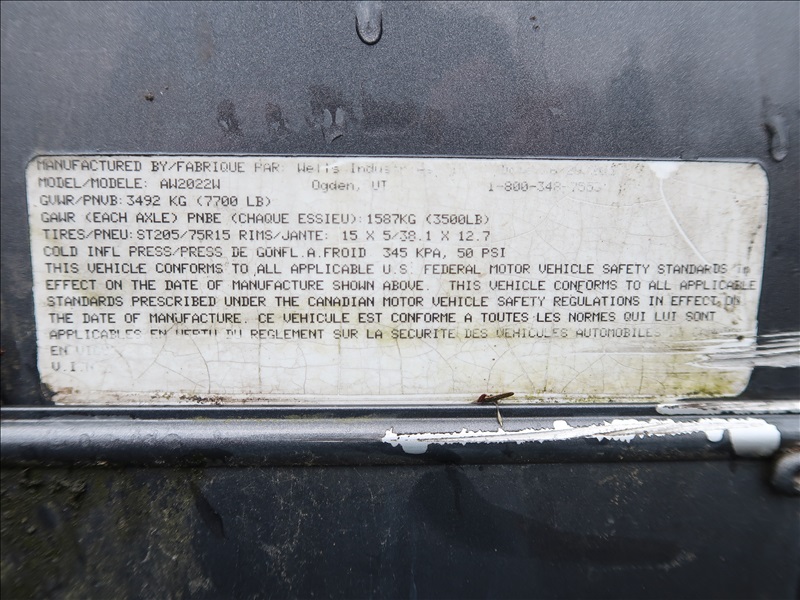 MANUFACTURED BY/FABRIQUE PAR: Wells
MODEL/MODELE: AW2022W Ogden, UT 1-800-348-
GVWR/PNVB: 3492 KG (7700 LB)
GAWR (EACH AXLE) PNBE (CHAQUE ESSIEU): 1587KG (3500LB)
TIRES/PNEU: ST205/75R15 RIMS/JANTE: 15 X 5/38.1 X 12.7
COLD INFL PRESS/PRESS DE GONFL.A.FROID 345 KPA, 50 PSI
THIS VEHICLE CONFORMS TO ALL APPLICABLE U.S. FEDERAL MOTOR VEHICLE SAFETY STANDARDS IN
EFFECT ON THE DATE OF MANUFACTURE SHOWN ABOVE. THIS VEHICLE CONFORMS TO ALL APPLICABLE
STANDARDS PRESCRIBED UNDER THE CANADIAN MOTOR VEHICLE SAFETY REGULATIONS IN EFFECT ON
THE DATE OF MANUFACTURE. CE VEHICULE EST CONFORME A TOUTES LES NORMES QUI LUI SONT
APPLICABLES EN VERTU DU REGLEMENT SUR LA SECURITE DES VEHICULES AUTOMOBILES
EN
V.I